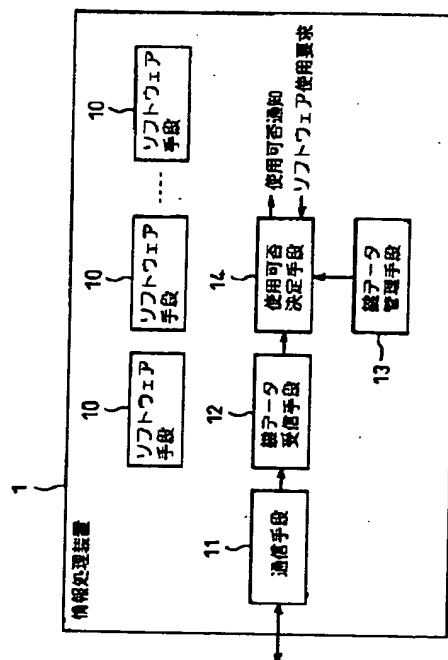 1
情報処理装置
10
ソフトウェア
手段
10
ソフトウェア
手段
10
ソフトウェア
手段
11
通信手段
12
鍵データ
受信手段
14
使用可否
決定手段
使用可否通知
ソフトウェア使用要求
13
鍵データ
管理手段